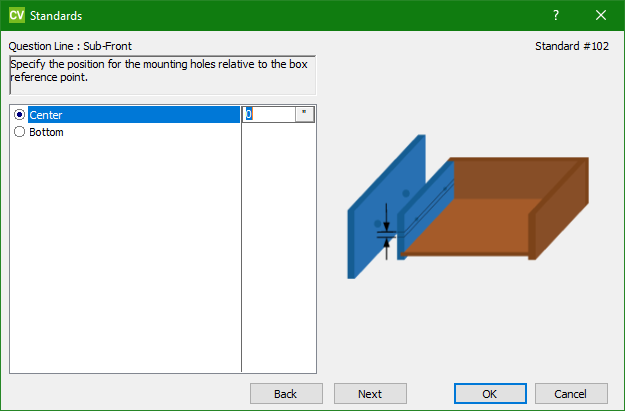 CV Standards ?
Question Line : Sub-Front Standard #102
Specify the position for the mounting holes relative to the box
reference point.
Center 0 "
Bottom
Back Next OK Cancel